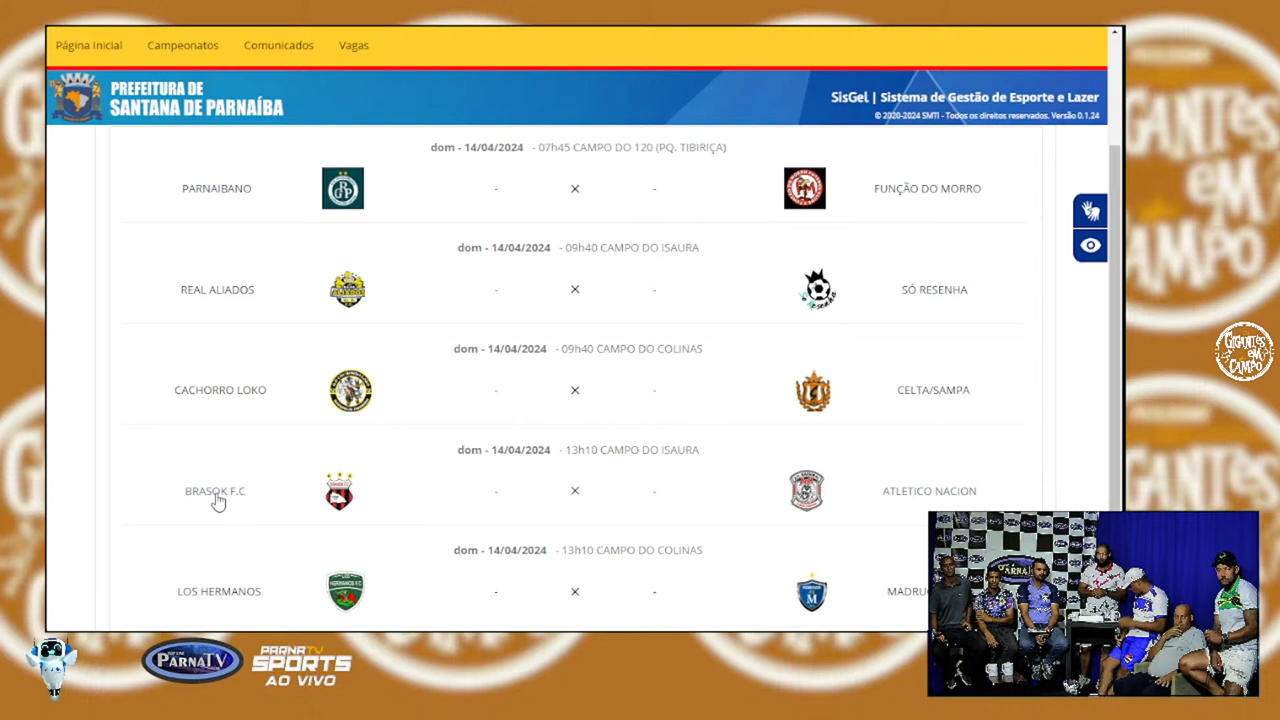 Página Inicial Campeonatos Comunicados Vagas
PREFEITURA DE
SANTANA DE PARNAÍBA
SisGel | Sistema de Gestão de Esporte e Lazer
© 2020-2024 SMTI - Todos os direitos reservados. Versão 0.1.24
dom - 14/04/2024 - 07h45 CAMPO DO 120 (PQ. TIBIRIÇA)
PARNAIBANO - × - FUNÇÃO DO MORRO
dom - 14/04/2024 - 09h40 CAMPO DO ISAURA
REAL ALIADOS - × - SÓ RESENHA
dom - 14/04/2024 - 09h40 CAMPO DO COLINAS
CACHORRO LOKO - × - CELTA/SAMPA
dom - 14/04/2024 - 13h10 CAMPO DO ISAURA
BRASOK F.C - × - ATLETICO NACION
dom - 14/04/2024 - 13h10 CAMPO DO COLINAS
LOS HERMANOS - × -
GIGANTES
EM
CAMPO
PARNATV
PARNATV
SPORTS
AO VIVO